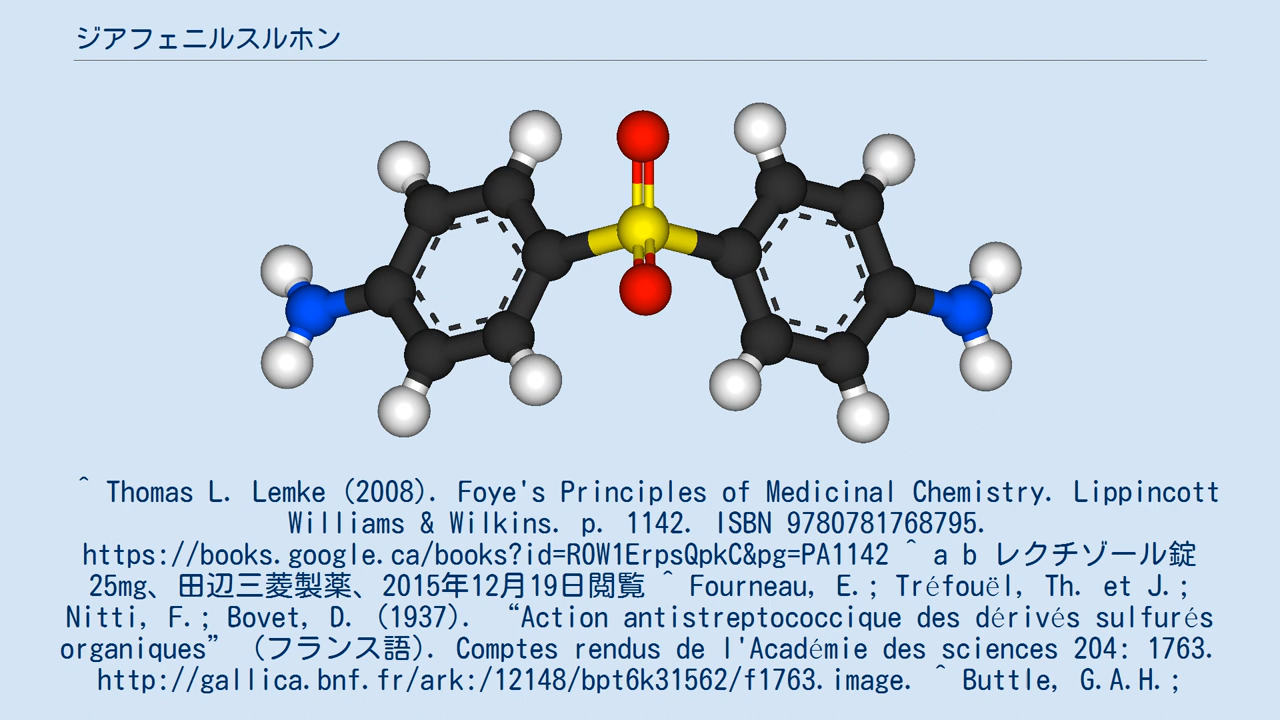 ジアフェニルスルホン
^ Thomas L. Lemke (2008). Foye's Principles of Medicinal Chemistry. Lippincott
Williams & Wilkins. p. 1142. ISBN 9780781768795.
https://books.google.ca/books?id=R0W1ErpsQpkC&pg=PA1142 ^ a b レクチゾール錠
25mg、田辺三菱製薬、2015年12月19日閲覧 ^ Fourneau, E.; Tréfouël, Th. et J.;
Nitti, F.; Bovet, D. (1937). “Action antistreptococcique des dérivés sulfurés
organiques” （フランス語）. Comptes rendus de l'Académie des sciences 204: 1763.
http://gallica.bnf.fr/ark:/12148/bpt6k31562/f1763.image. ^ Buttle, G.A.H.;